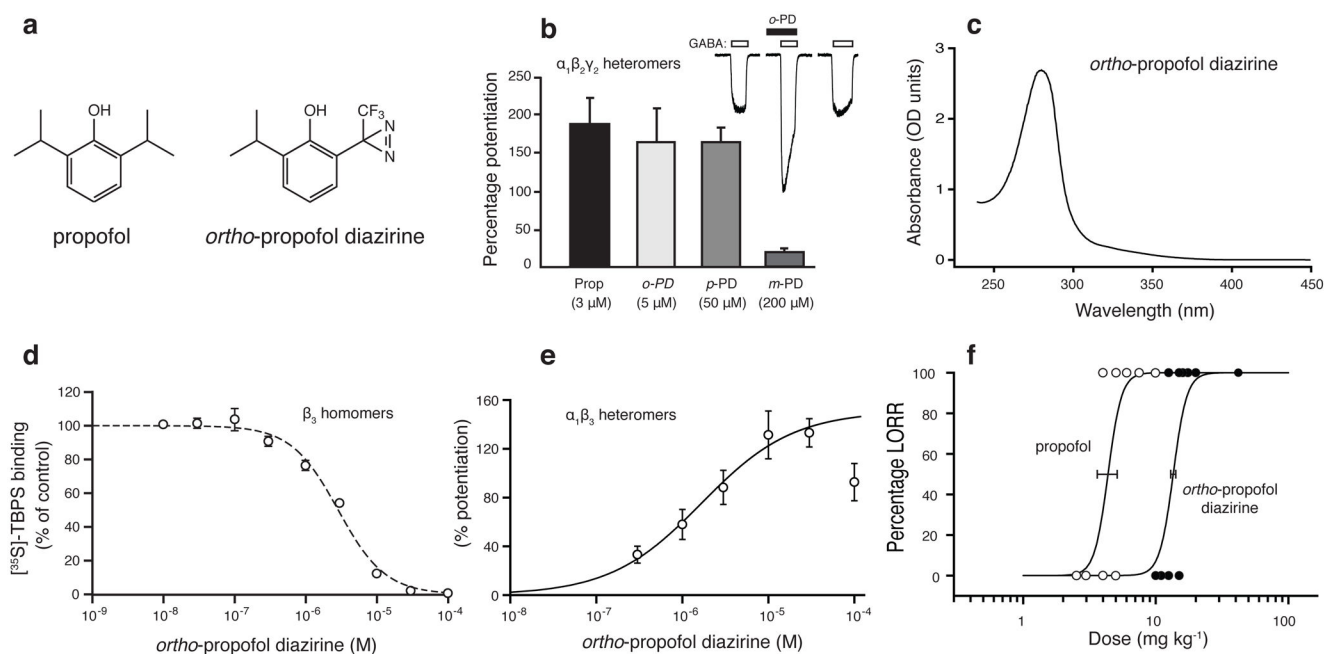 a
OH
propofol
OH
CF3
N
N
ortho-propofol diazirine
b
o-PD
GABA:
α1β2γ2 heteromers
Percentage potentiation
250
200
150
100
50
0
Prop
(3 µM)
o-PD
(5 µM)
p-PD
(50 µM)
m-PD
(200 µM)
c
ortho-propofol diazirine
Absorbance (OD units)
3
2
1
0
250
300
350
400
450
Wavelength (nm)
d
β3 homomers
[35S]-TBPS binding
(% of control)
120
100
80
60
40
20
0
10-9
10-8
10-7
10-6
10-5
10-4
ortho-propofol diazirine (M)
e
α1β3 heteromers
(% potentiation)
160
120
80
40
0
10-8
10-7
10-6
10-5
10-4
ortho-propofol diazirine (M)
f
Percentage LORR
100
80
60
40
20
0
propofol
ortho-propofol
diazirine
1
10
100
Dose (mg kg-1)